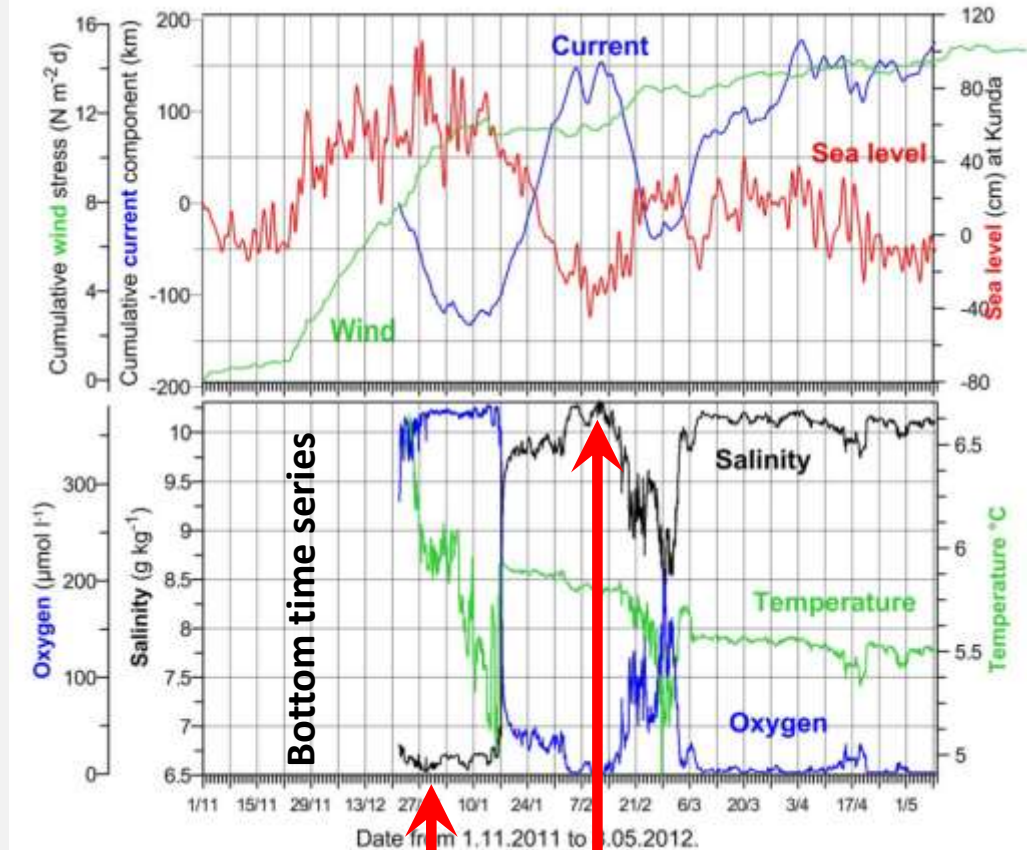 Cumulative wind stress (N m⁻² d)
Cumulative current component (km)
16
12
8
4
0
200
100
0
-100
-200
Current
Sea level
Wind
120
80
40
0
-40
-80
Sea level (cm) at Kunda
Oxygen (µmol l⁻¹)
Salinity (g kg⁻¹)
300
200
100
0
10
9.5
9
8.5
8
7.5
7
6.5
Bottom time series
Salinity
Temperature
Oxygen
6.5
6
5.5
5
Temperature °C
1/11 15/11 29/11 13/12 10/1 24/1 7/2 21/2 6/3 20/3 3/4 17/4 1/5
Date 1.11.2011 to .05.2012.